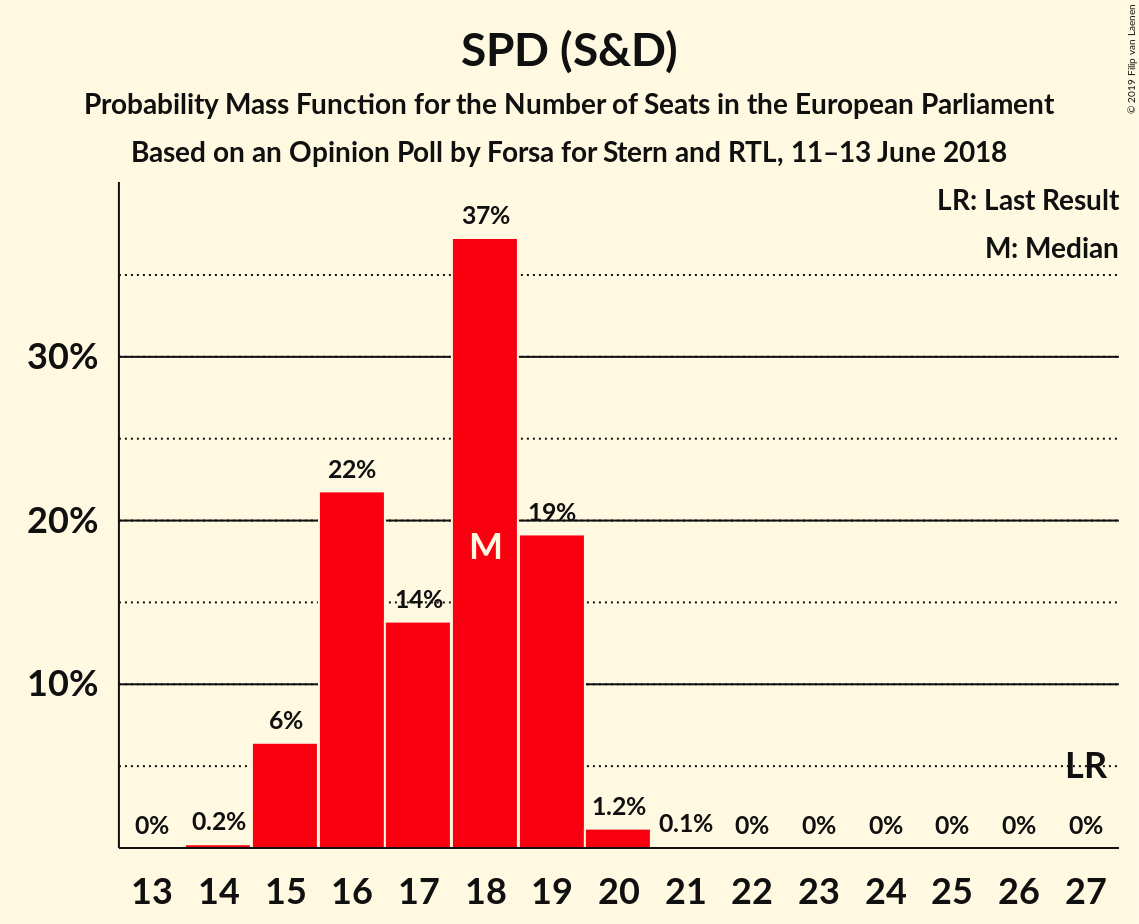 SPD (S&D)
Probability Mass Function for the Number of Seats in the European Parliament
Based on an Opinion Poll by Forsa for Stern and RTL, 11–13 June 2018
© 2019 Filip van Laenen
LR: Last Result
M: Median
37%
30%
22%
20%
19%
M
14%
10%
6%
LR
0%
0.2%
1.2%
0.1%
0%
0%
0%
0%
0%
0%
13 14 15 16 17 18 19 20 21 22 23 24 25 26 27